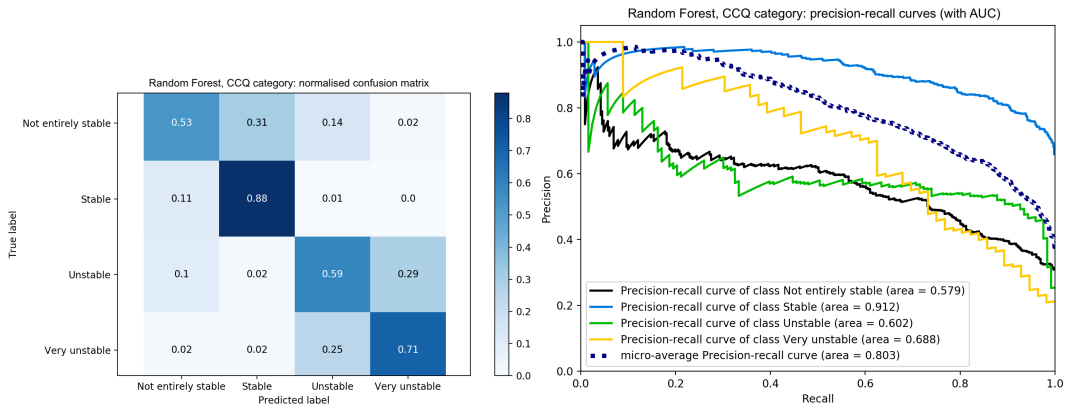 Random Forest, CCQ category: normalised confusion matrix
True label
Not entirely stable
Stable
Unstable
Very unstable
0.53 0.31 0.14 0.02
0.11 0.88 0.01 0.0
0.1 0.02 0.59 0.29
0.02 0.02 0.25 0.71
Not entirely stable Stable Unstable Very unstable
Predicted label
0.8
0.7
0.6
0.5
0.4
0.3
0.2
0.1
0.0
Random Forest, CCQ category: precision-recall curves (with AUC)
Precision
1.0
0.8
0.6
0.4
0.2
0.0
Precision-recall curve of class Not entirely stable (area = 0.579)
Precision-recall curve of class Stable (area = 0.912)
Precision-recall curve of class Unstable (area = 0.602)
Precision-recall curve of class Very unstable (area = 0.688)
micro-average Precision-recall curve (area = 0.803)
0.0 0.2 0.4 0.6 0.8 1.0
Recall